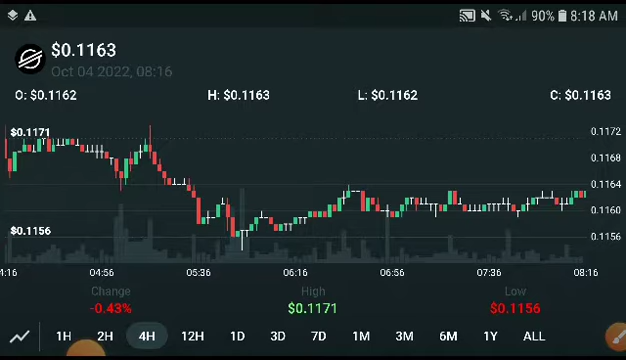 90% 8:18 AM
$0.1163
Oct 04 2022, 08:16
O: $0.1162 H: $0.1163 L: $0.1162 C: $0.1163
$0.1171
0.1172
0.1168
0.1164
0.1160
$0.1156
0.1156
4:16 04:56 05:36 06:16 06:56 07:36 08:16
Change High Low
-0.43% $0.1171 $0.1156
1H 2H 4H 12H 1D 3D 7D 1M 3M 6M 1Y ALL